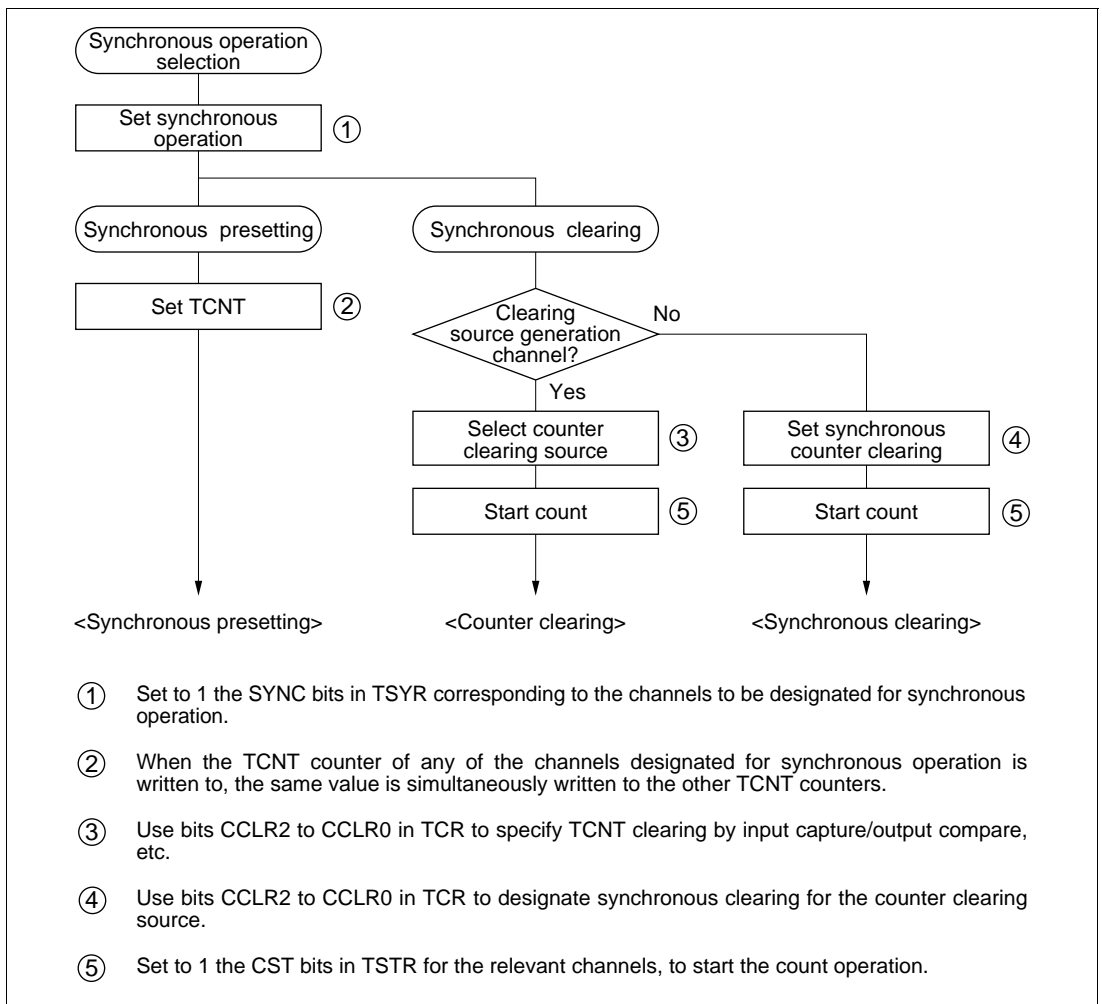 Synchronous operation
selection
Set synchronous
operation
①
Synchronous presetting
Synchronous clearing
Set TCNT
②
Clearing
source generation
channel?
No
Yes
Select counter
clearing source
③
Set synchronous
counter clearing
④
Start count
⑤
Start count
⑤
<Synchronous presetting>
<Counter clearing>
<Synchronous clearing>
① Set to 1 the SYNC bits in TSYR corresponding to the channels to be designated for synchronous
operation.
② When the TCNT counter of any of the channels designated for synchronous operation is
written to, the same value is simultaneously written to the other TCNT counters.
③ Use bits CCLR2 to CCLR0 in TCR to specify TCNT clearing by input capture/output compare,
etc.
④ Use bits CCLR2 to CCLR0 in TCR to designate synchronous clearing for the counter clearing
source.
⑤ Set to 1 the CST bits in TSTR for the relevant channels, to start the count operation.